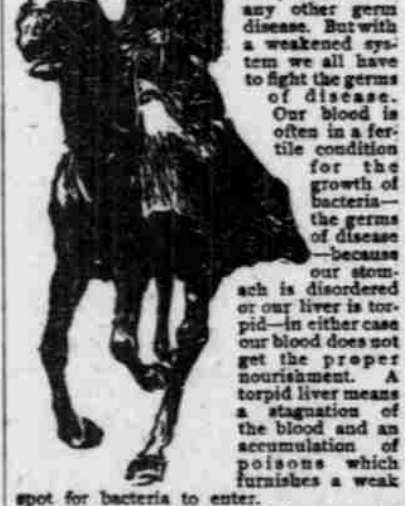 any other germ
disease. But with
a weakened sys-
tem we all have
to fight the germs
of disease.
Our blood is
often in a fer-
tile condition
for the
growth of
bacteria—
the germs
of disease
—because
our stom-
ach is disordered
or our liver is tor-
pid—in either case
our blood does not
get the proper
nourishment. A
torpid liver means
a stagnation of
the blood and an
accumulation of
poisons which
furnishes a weak
spot for bacteria to enter.